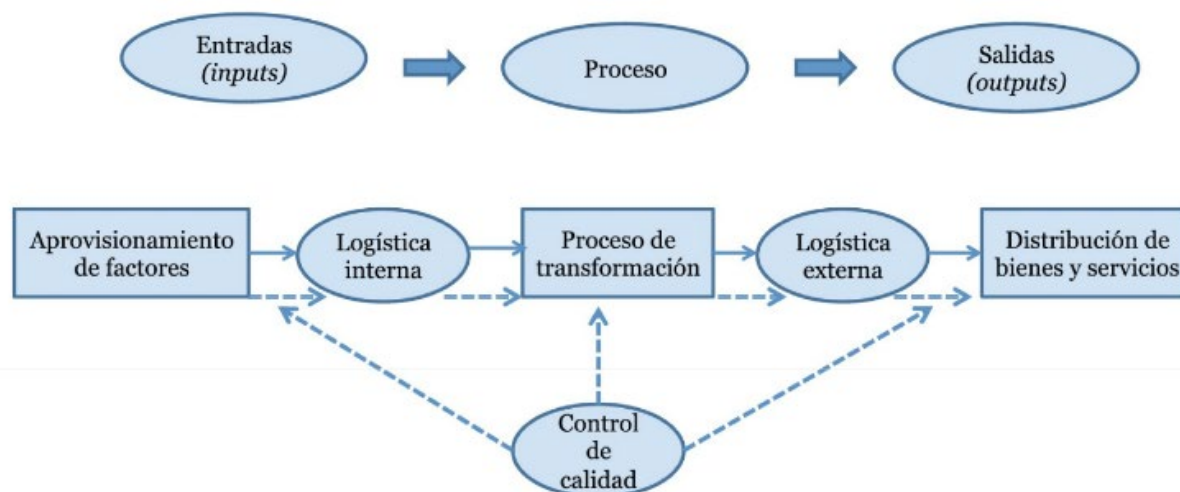 Entradas
(inputs)
Proceso
Salidas
(outputs)
Aprovisionamiento
de factores
Logística
interna
Proceso de
transformación
Logística
externa
Distribución de
bienes y servicios
Control
de
calidad